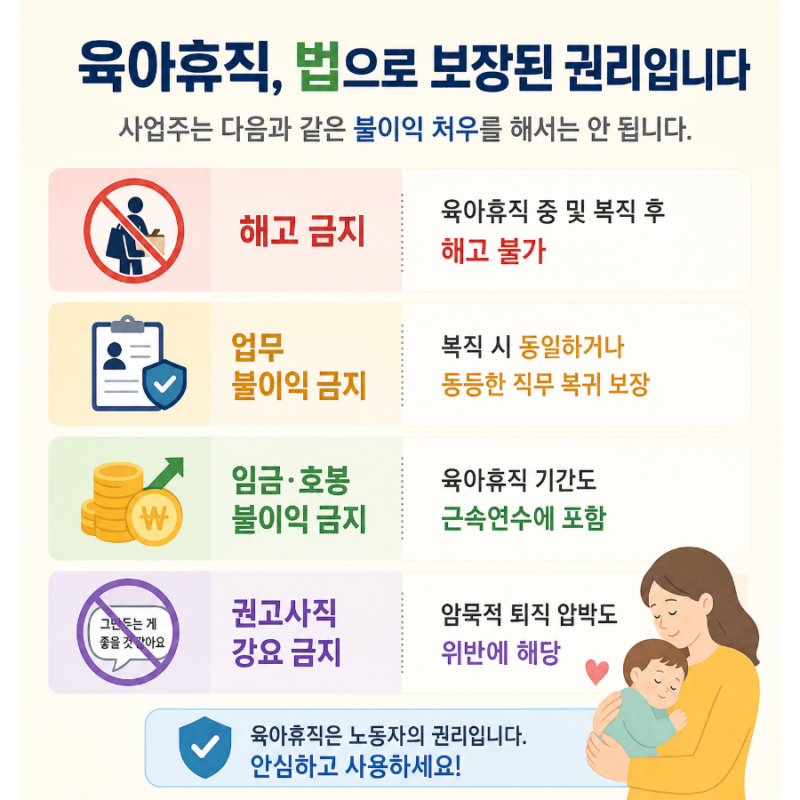 육아휴직, 법으로 보장된 권리입니다
사업주는 다음과 같은 불이익 처우를 해서는 안 됩니다.
해고 금지
육아휴직 중 및 복직 후
해고 불가
업무
불이익 금지
복직 시 동일하거나
동등한 직무 복귀 보장
임금·호봉
불이익 금지
육아휴직 기간도
근속연수에 포함
그만두는 게
좋을 것 같아요
권고사직
강요 금지
암묵적 퇴직 압박도
위반에 해당
육아휴직은 노동자의 권리입니다.
안심하고 사용하세요!